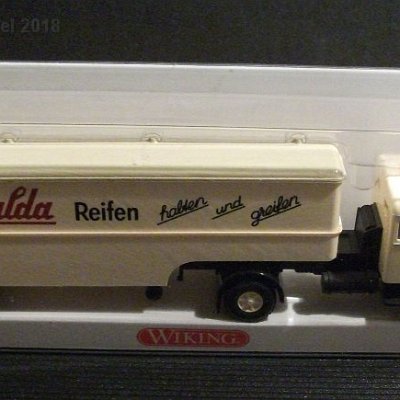 el 2018
alda Reifen halten und greifen
WIKING